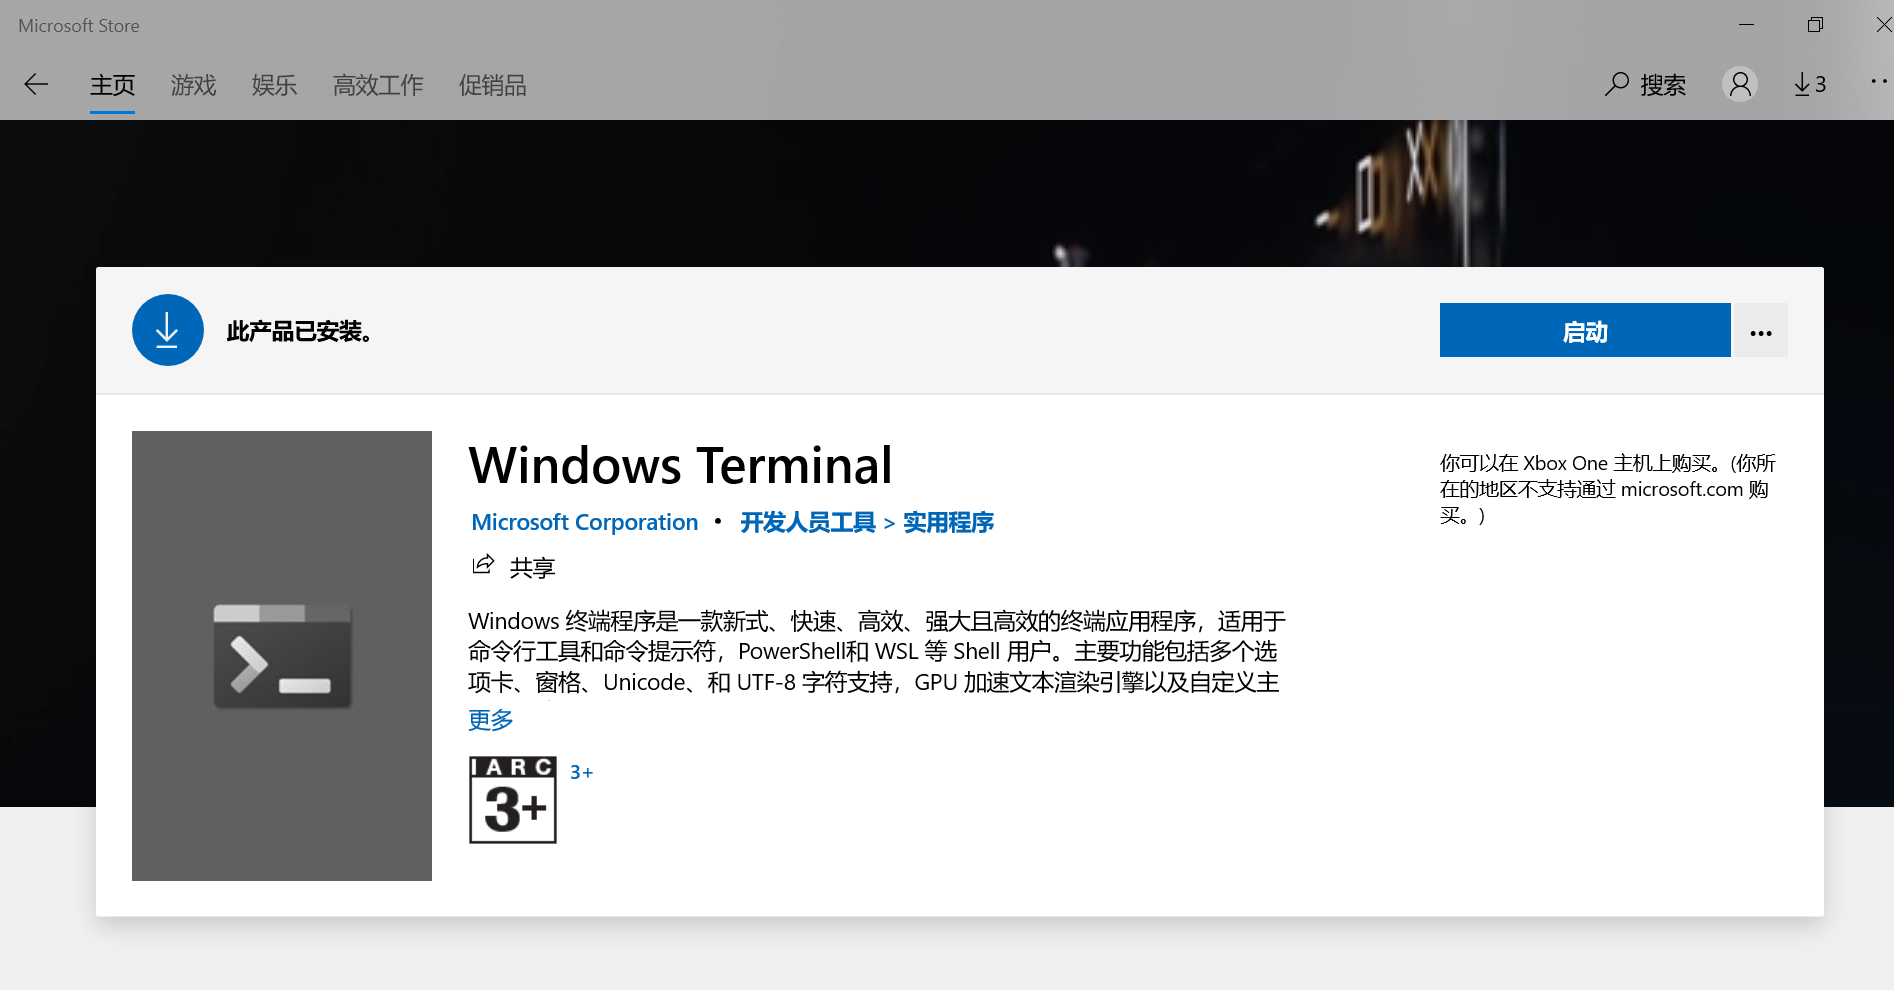 Microsoft Store
主页 游戏 娱乐 高效工作 促销品 搜索 3
此产品已安装。 启动
Windows Terminal
Microsoft Corporation • 开发人员工具 > 实用程序
共享
Windows 终端程序是一款新式、快速、高效、强大且高效的终端应用程序，适用于
命令行工具和命令提示符，PowerShell和 WSL 等 Shell 用户。主要功能包括多个选
项卡、窗格、Unicode、和 UTF-8 字符支持，GPU 加速文本渲染引擎以及自定义主
更多
IARC
3+
3+
你可以在 Xbox One 主机上购买。(你所
在的地区不支持通过 microsoft.com 购
买。)